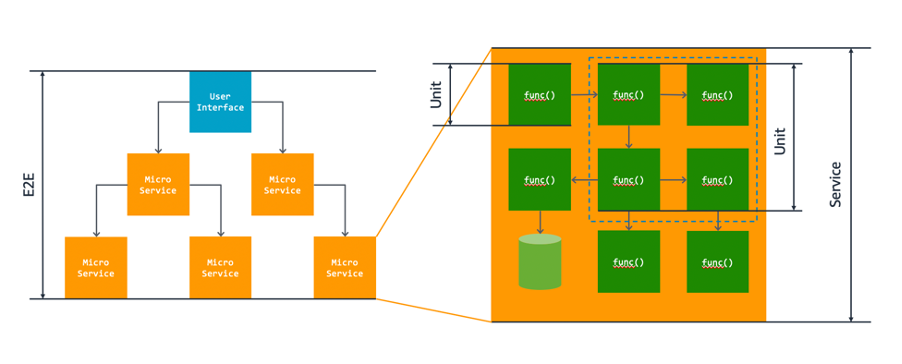 E2E
User
Interface
Micro
Service
Micro
Service
Micro
Service
Micro
Service
Micro
Service
Unit
func()
func()
func()
func()
func()
func()
func()
func()
Unit
Service